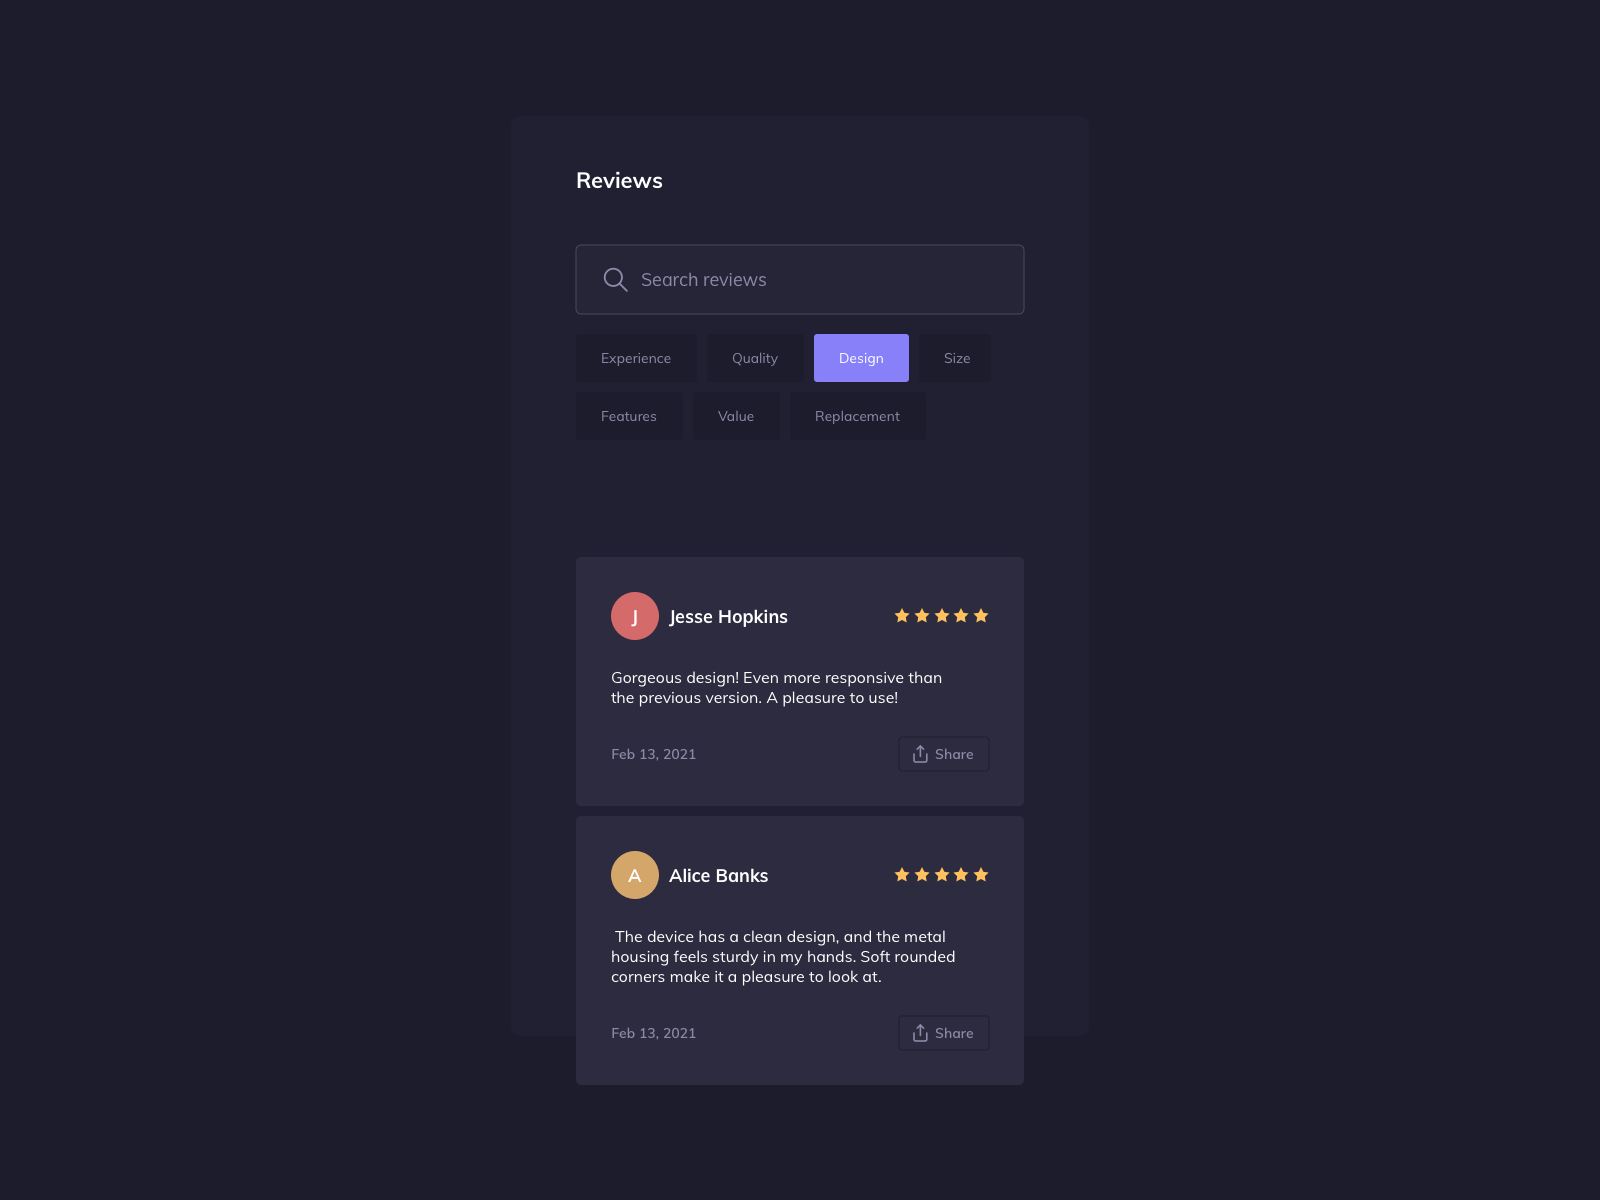 Reviews
Search reviews
Experience Quality Design Size
Features Value Replacement
J Jesse Hopkins
Gorgeous design! Even more responsive than
the previous version. A pleasure to use!
Feb 13, 2021 Share
A Alice Banks
The device has a clean design, and the metal
housing feels sturdy in my hands. Soft rounded
corners make it a pleasure to look at.
Feb 13, 2021 Share